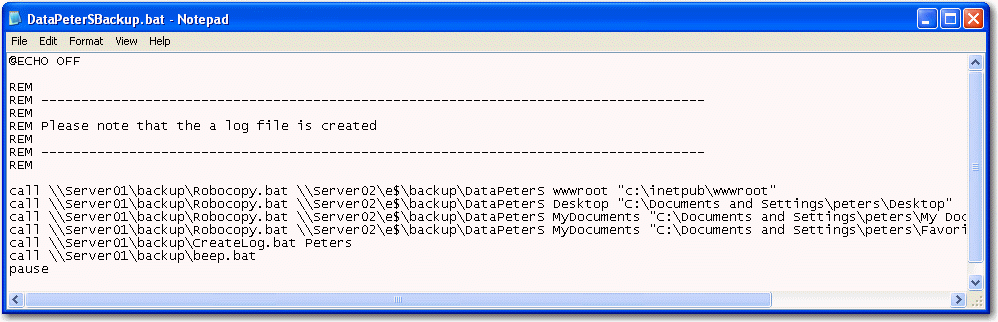 DataPeterSBackup.bat - Notepad
File Edit Format View Help
@ECHO OFF
REM
REM -----------------------------------------------------------------------------------
REM
REM Please note that the a log file is created
REM
REM -----------------------------------------------------------------------------------
REM
call \\Server01\backup\Robocopy.bat \\Server02\e$\backup\DataPeterS wwwroot "c:\inetpub\wwwroot"
call \\Server01\backup\Robocopy.bat \\Server02\e$\backup\DataPeterS Desktop "C:\Documents and Settings\peters\Desktop"
call \\Server01\backup\Robocopy.bat \\Server02\e$\backup\DataPeterS MyDocuments "C:\Documents and Settings\peters\My Doc
call \\Server01\backup\Robocopy.bat \\Server02\e$\backup\DataPeterS MyDocuments "C:\Documents and Settings\peters\Favori
call \\Server01\backup\CreateLog.bat Peters
call \\Server01\backup\beep.bat
pause